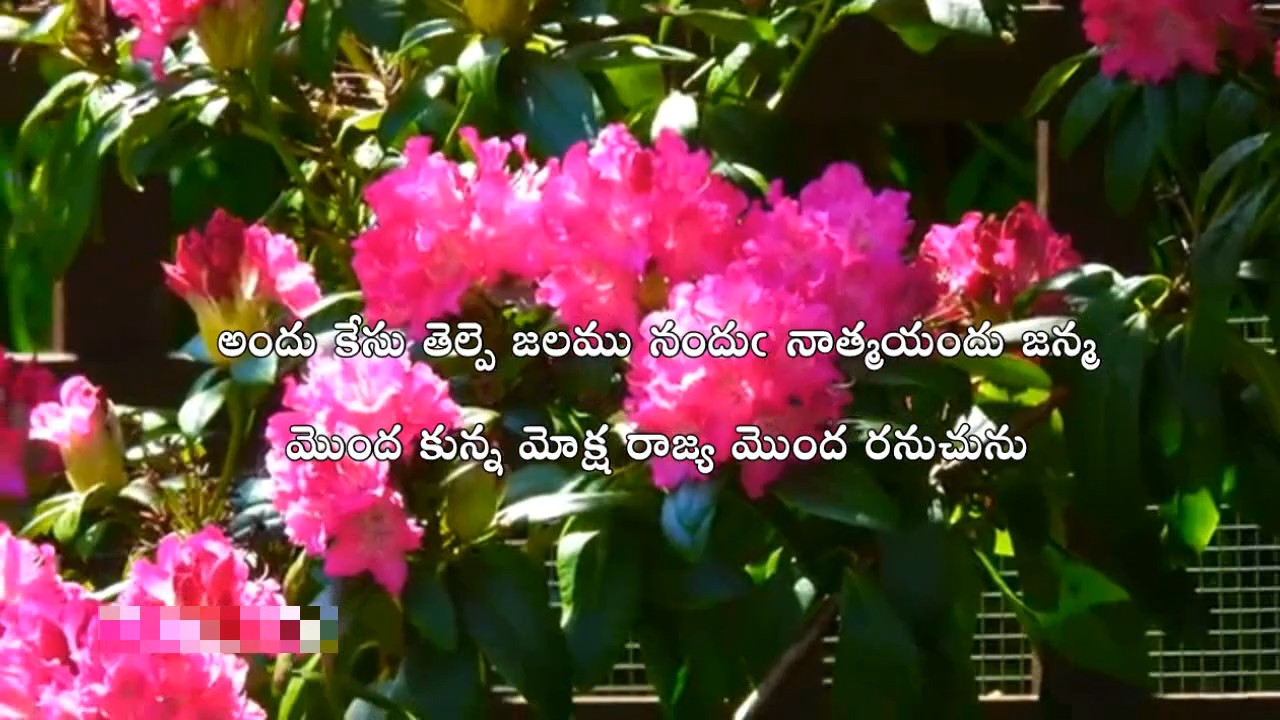 అందు కేసు తెల్పె జలము నందుఁ నాత్మయందు జన్మ
మొంద కున్న మోక్ష రాజ్య మొంద రనుచును